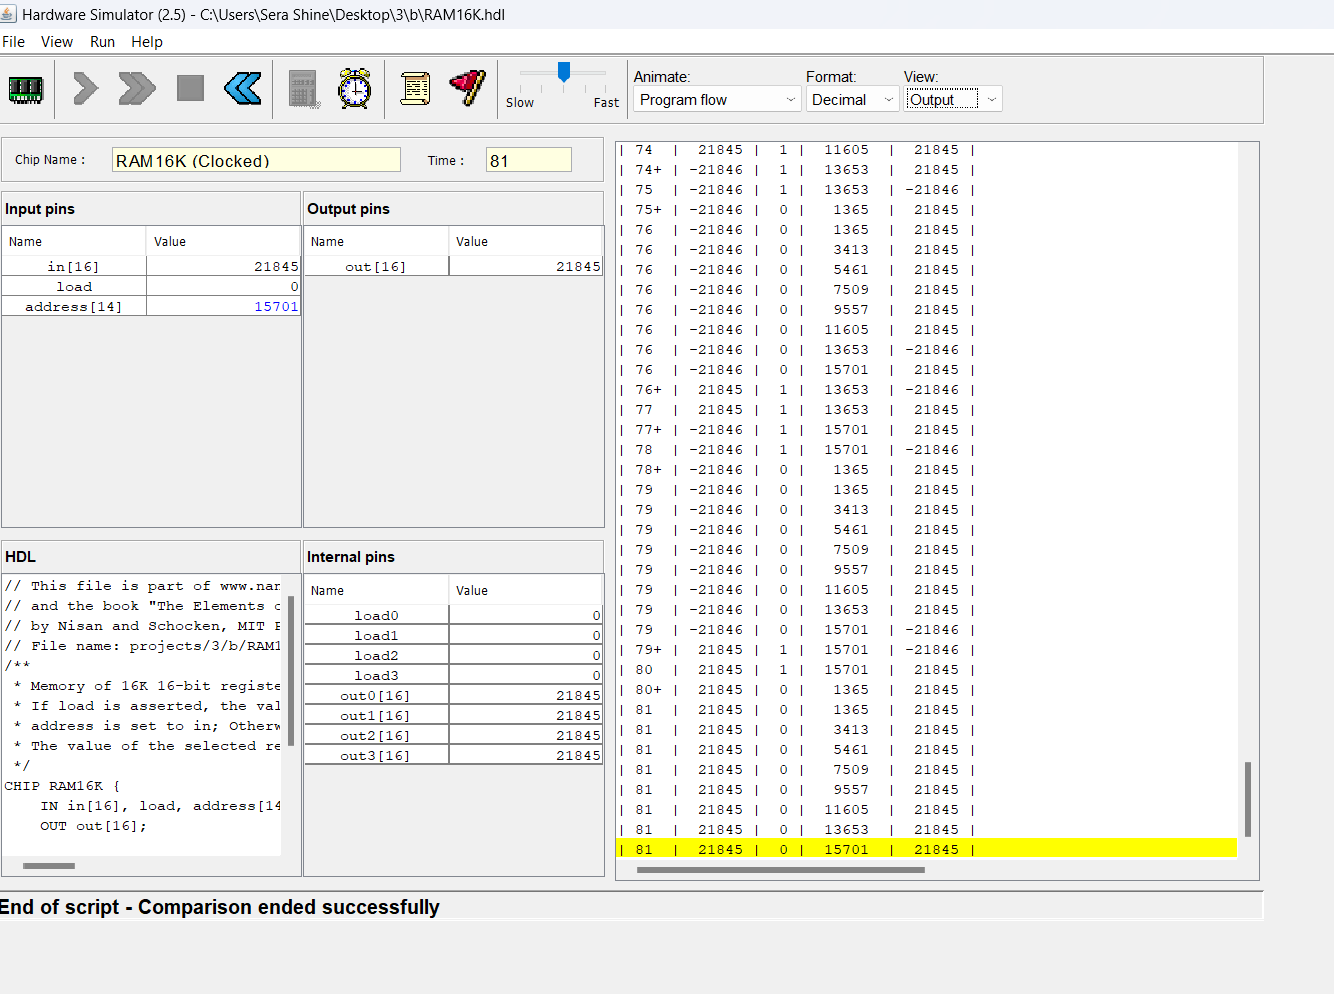 Hardware Simulator (2.5) - C:\Users\Sera Shine\Desktop\3\b\RAM16K.hdl
File View Run Help
Slow Fast
Animate: Format: View:
Program flow Decimal Output
Chip Name : RAM16K (Clocked) Time : 81
Input pins
Name Value
in[16] 21845
load 0
address[14] 15701
Output pins
Name Value
out[16] 21845
HDL
// This file is part of www.nan
// and the book "The Elements o
// by Nisan and Schocken, MIT P
// File name: projects/3/b/RAM1
/**
* Memory of 16K 16-bit registe
* If load is asserted, the val
* address is set to in; Otherw
* The value of the selected re
*/
CHIP RAM16K {
IN in[16], load, address[14
OUT out[16];
Internal pins
Name Value
load0 0
load1 0
load2 0
load3 0
out0[16] 21845
out1[16] 21845
out2[16] 21845
out3[16] 21845
| 74 | 21845 | 1 | 11605 | 21845 |
| 74+ | -21846 | 1 | 13653 | 21845 |
| 75 | -21846 | 1 | 13653 | -21846 |
| 75+ | -21846 | 0 | 1365 | 21845 |
| 76 | -21846 | 0 | 1365 | 21845 |
| 76 | -21846 | 0 | 3413 | 21845 |
| 76 | -21846 | 0 | 5461 | 21845 |
| 76 | -21846 | 0 | 7509 | 21845 |
| 76 | -21846 | 0 | 9557 | 21845 |
| 76 | -21846 | 0 | 11605 | 21845 |
| 76 | -21846 | 0 | 13653 | -21846 |
| 76 | -21846 | 0 | 15701 | 21845 |
| 76+ | 21845 | 1 | 13653 | -21846 |
| 77 | 21845 | 1 | 13653 | 21845 |
| 77+ | -21846 | 1 | 15701 | 21845 |
| 78 | -21846 | 1 | 15701 | -21846 |
| 78+ | -21846 | 0 | 1365 | 21845 |
| 79 | -21846 | 0 | 1365 | 21845 |
| 79 | -21846 | 0 | 3413 | 21845 |
| 79 | -21846 | 0 | 5461 | 21845 |
| 79 | -21846 | 0 | 7509 | 21845 |
| 79 | -21846 | 0 | 9557 | 21845 |
| 79 | -21846 | 0 | 11605 | 21845 |
| 79 | -21846 | 0 | 13653 | 21845 |
| 79 | -21846 | 0 | 15701 | -21846 |
| 79+ | 21845 | 1 | 15701 | -21846 |
| 80 | 21845 | 1 | 15701 | 21845 |
| 80+ | 21845 | 0 | 1365 | 21845 |
| 81 | 21845 | 0 | 1365 | 21845 |
| 81 | 21845 | 0 | 3413 | 21845 |
| 81 | 21845 | 0 | 5461 | 21845 |
| 81 | 21845 | 0 | 7509 | 21845 |
| 81 | 21845 | 0 | 9557 | 21845 |
| 81 | 21845 | 0 | 11605 | 21845 |
| 81 | 21845 | 0 | 13653 | 21845 |
| 81 | 21845 | 0 | 15701 | 21845 |
End of script - Comparison ended successfully